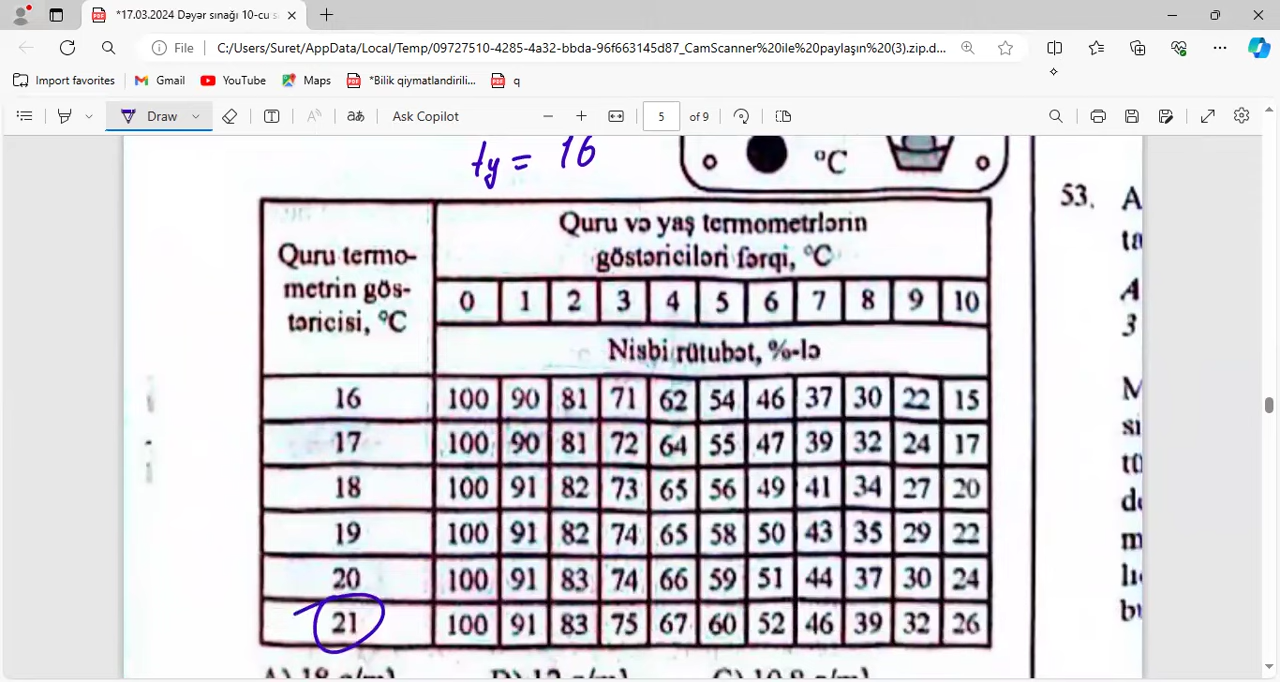 *17.03.2024 Dəyər sınağı 10-cu s
File C:/Users/Suret/AppData/Local/Temp/09727510-4285-4a32-bbda-96f663145d87_CamScanner%20ile%20paylaşın%20(3).zip.d...
Import favorites Gmail YouTube Maps *Bilik qiymatlandirili... q
Draw Ask Copilot 5 of 9
ty = 16
°C
53. A
ta
A
3
M
si
tü
də
m
bu
Quru termo-
metrin gös-
təricisi, °C
Quru və yaş termometrlərin
göstəriciləri fərqi, °C
0 1 2 3 4 5 6 7 8 9 10
Nisbi rütubət, %-lə
16 100 90 81 71 62 54 46 37 30 22 15
17 100 90 81 72 64 55 47 39 32 24 17
18 100 91 82 73 65 56 49 41 34 27 20
19 100 91 82 74 65 58 50 43 35 29 22
20 100 91 83 74 66 59 51 44 37 30 24
21 100 91 83 75 67 60 52 46 39 32 26